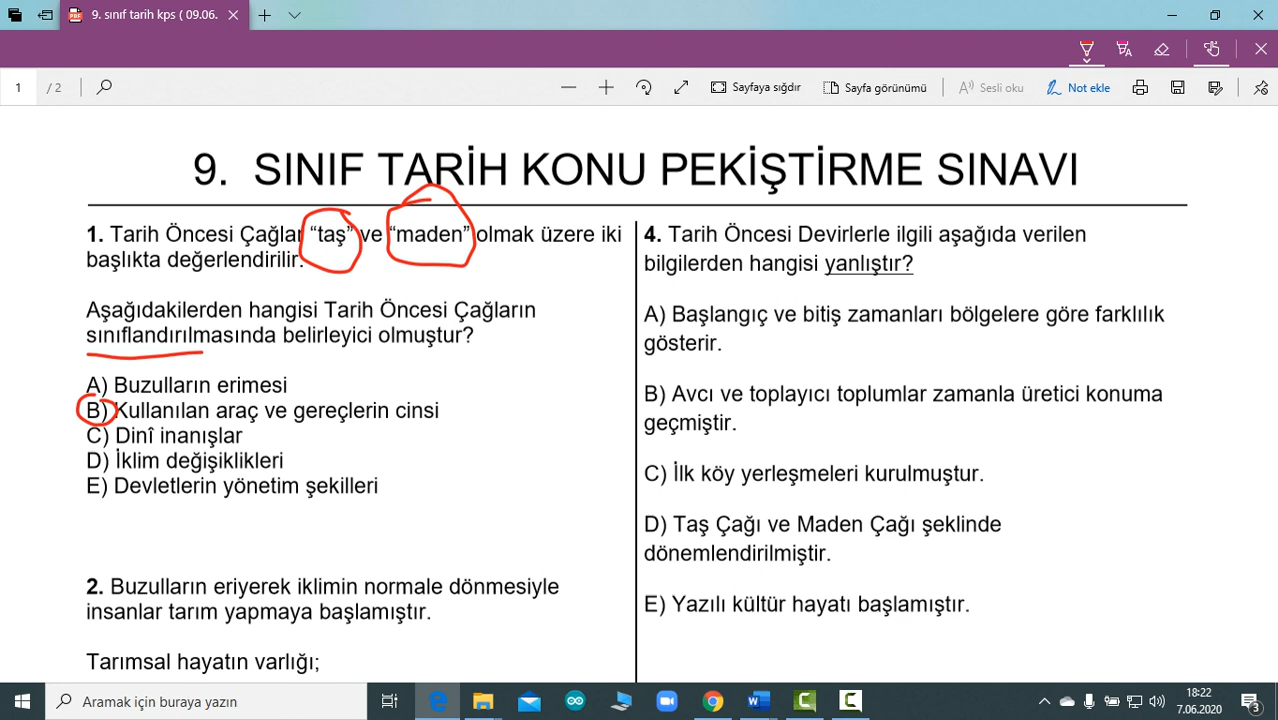 9. sınıf tarih kps ( 09.06.
1 / 2
Sayfaya sığdır
Sayfa görünümü
Sesli oku
Not ekle
9. SINIF TARİH KONU PEKİŞTİRME SINAVI
1. Tarih Öncesi Çağlar “taş” ve “maden” olmak üzere iki
başlıkta değerlendirilir.
Aşağıdakilerden hangisi Tarih Öncesi Çağların
sınıflandırılmasında belirleyici olmuştur?
A) Buzulların erimesi
B) Kullanılan araç ve gereçlerin cinsi
C) Dinî inanışlar
D) İklim değişiklikleri
E) Devletlerin yönetim şekilleri
2. Buzulların eriyerek iklimin normale dönmesiyle
insanlar tarım yapmaya başlamıştır.
Tarımsal hayatın varlığı;
4. Tarih Öncesi Devirlerle ilgili aşağıda verilen
bilgilerden hangisi yanlıştır?
A) Başlangıç ve bitiş zamanları bölgelere göre farklılık
gösterir.
B) Avcı ve toplayıcı toplumlar zamanla üretici konuma
geçmiştir.
C) İlk köy yerleşmeleri kurulmuştur.
D) Taş Çağı ve Maden Çağı şeklinde
dönemlendirilmiştir.
E) Yazılı kültür hayatı başlamıştır.
Aramak için buraya yazın
18:22
7.06.2020
3